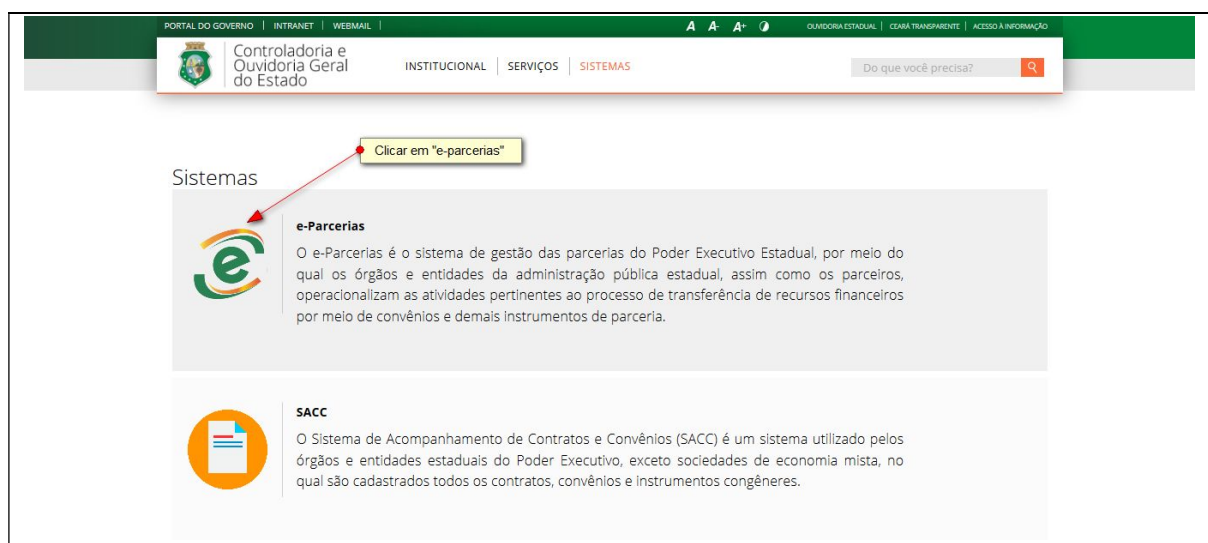 PORTAL DO GOVERNO | INTRANET | WEBMAIL |
A A- A+
OUVIDORIA ESTADUAL | CEARÁ TRANSPARENTE | ACESSO À INFORMAÇÃO
Controladoria e
Ouvidoria Geral
do Estado
INSTITUCIONAL | SERVIÇOS | SISTEMAS
Do que você precisa?
Clicar em "e-parcerias"
Sistemas
e
e-Parcerias
O e-Parcerias é o sistema de gestão das parcerias do Poder Executivo Estadual, por meio do
qual os órgãos e entidades da administração pública estadual, assim como os parceiros,
operacionalizam as atividades pertinentes ao processo de transferência de recursos financeiros
por meio de convênios e demais instrumentos de parceria.
SACC
O Sistema de Acompanhamento de Contratos e Convênios (SACC) é um sistema utilizado pelos
órgãos e entidades estaduais do Poder Executivo, exceto sociedades de economia mista, no
qual são cadastrados todos os contratos, convênios e instrumentos congêneres.